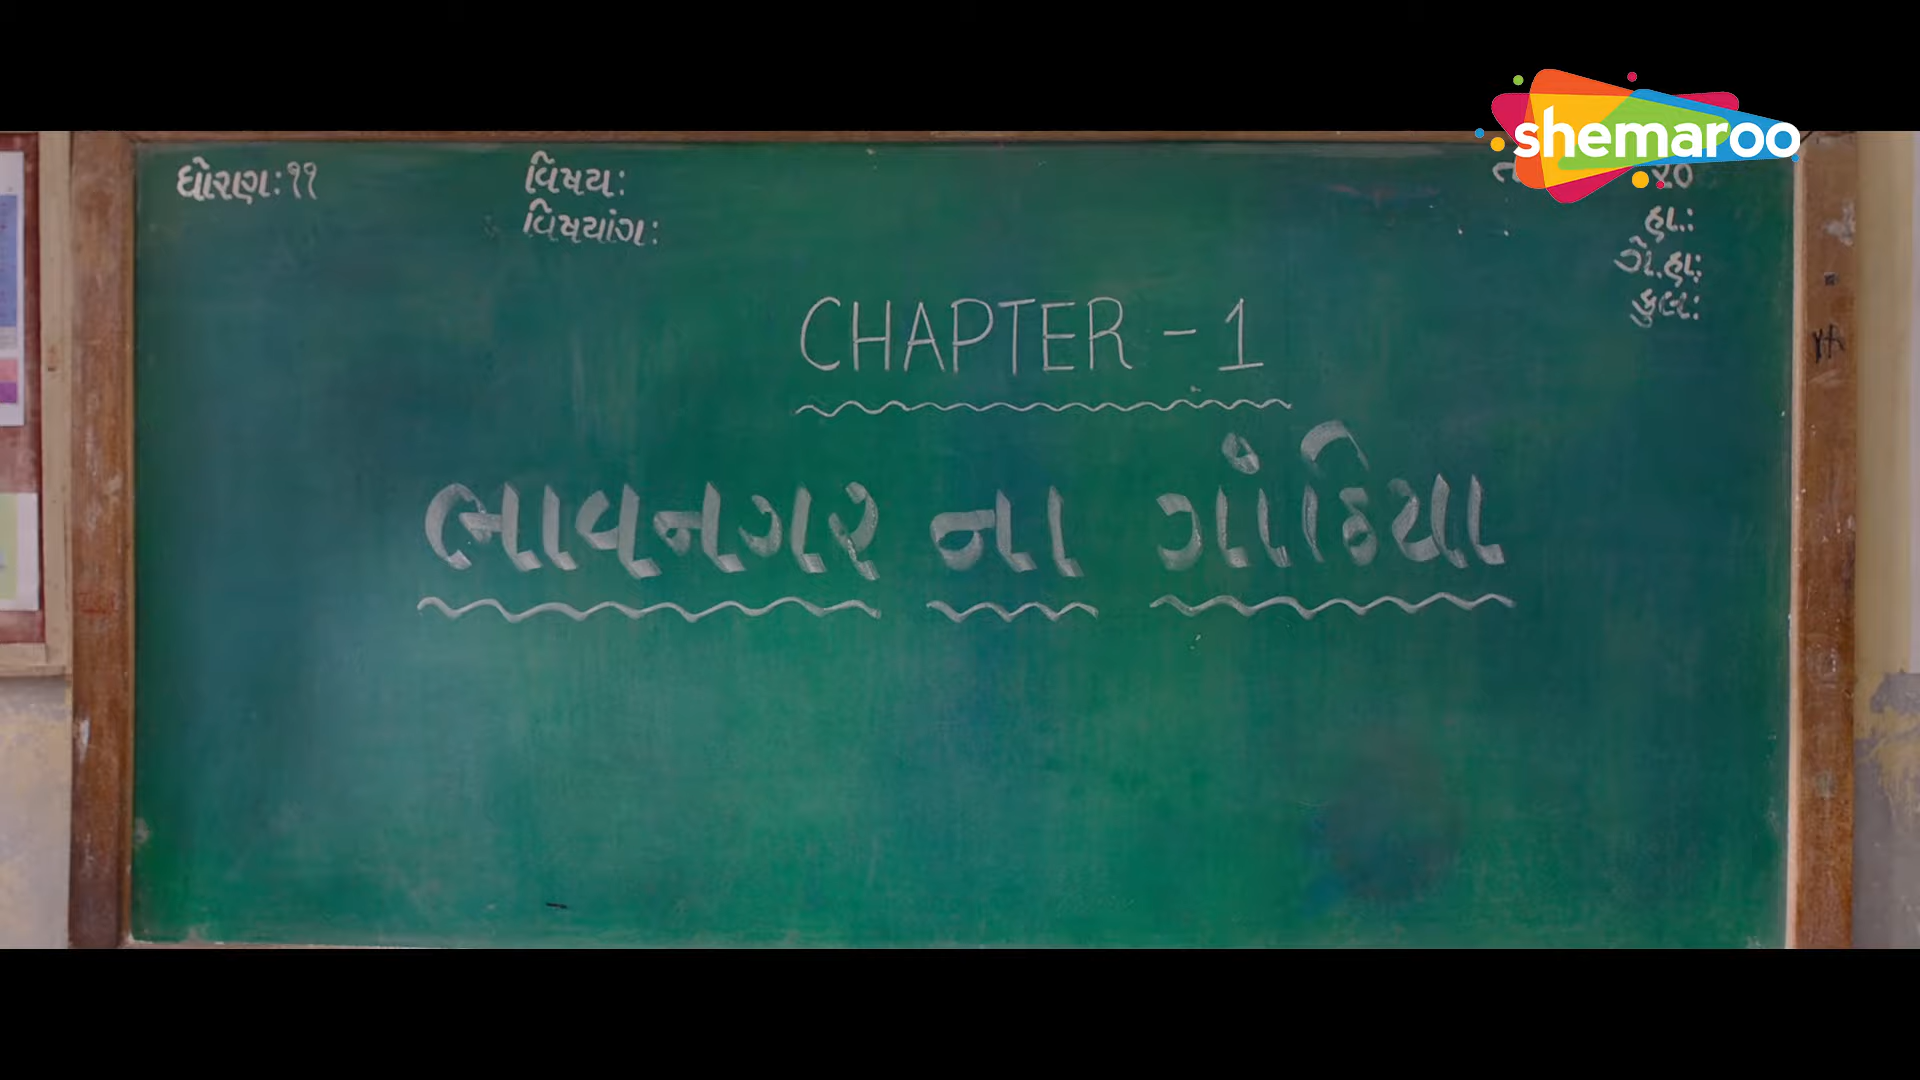 shemaroo
ધોરણ: ૧૧
વિષય:
વિષયાંગ:
હા.:
ગે.હા:
કુલ:
CHAPTER - 1
ભાવનગર ના ગાંઠિયા